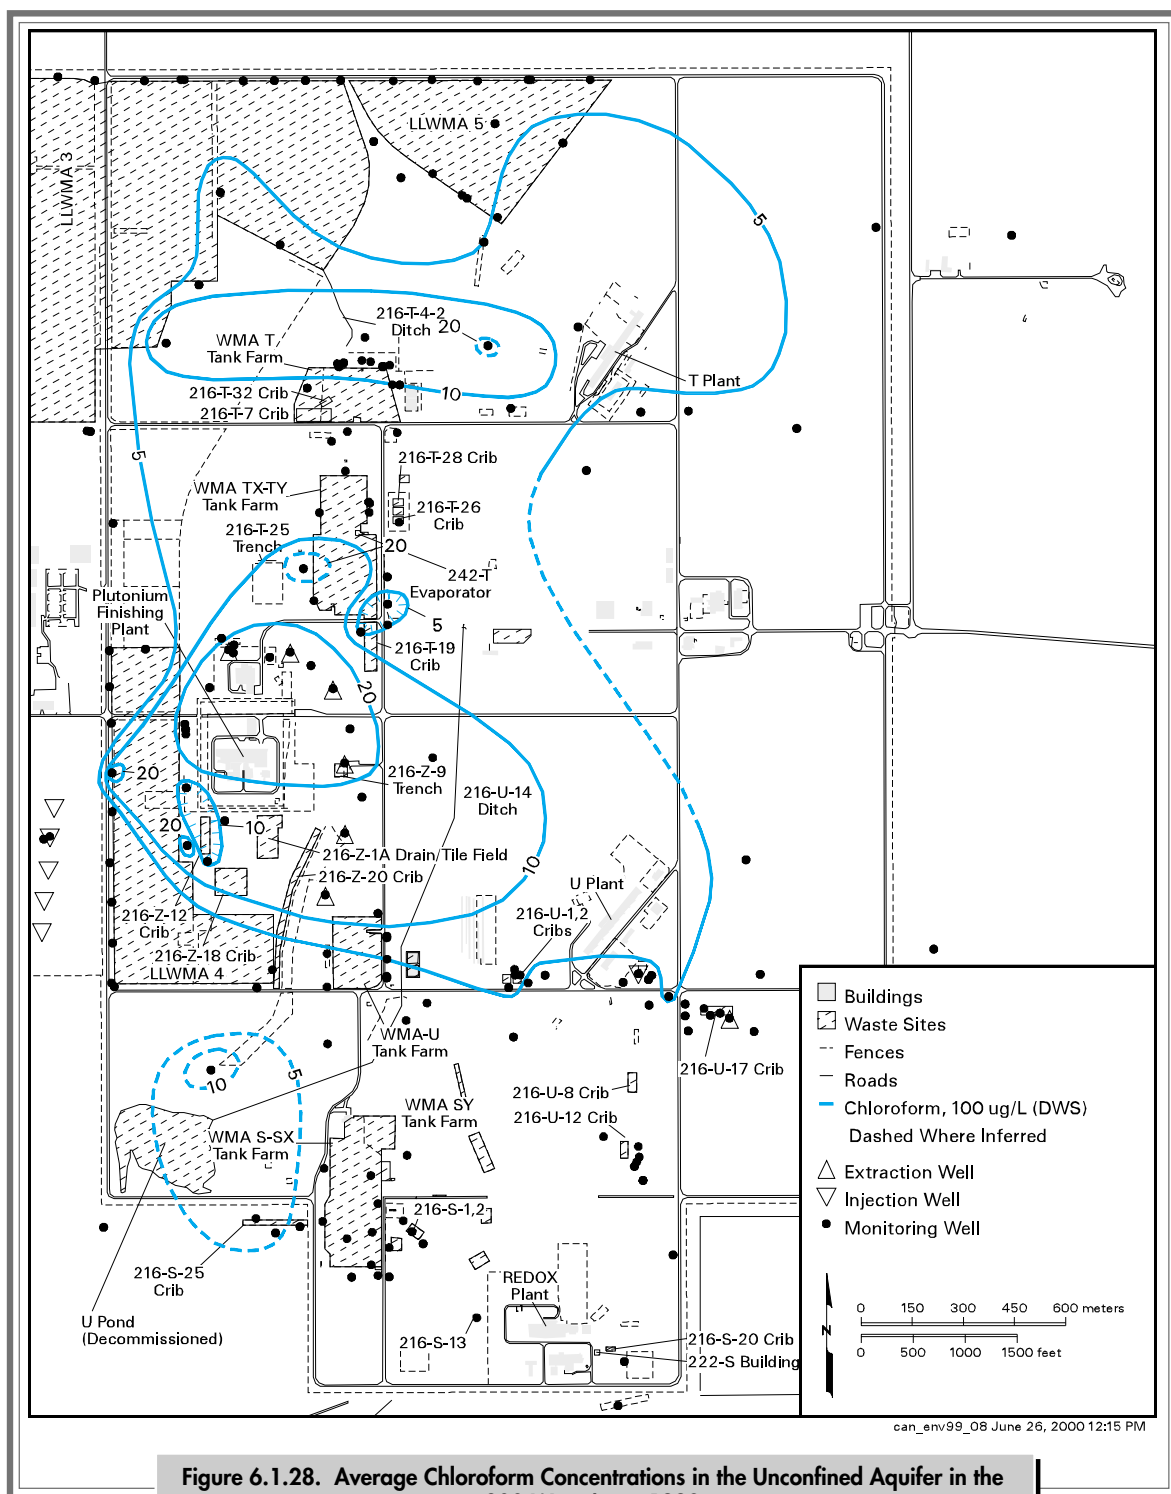 LLWMA 5
LLWMA 3
5
216-T-4-2
Ditch
20
WMA T
Tank Farm
T Plant
216-T-32 Crib
10
216-T-7 Crib
5
216-T-28 Crib
WMA TX-TY
Tank Farm
216-T-26
Crib
216-T-25
Trench
20
242-T
Evaporator
Plutonium
Finishing
Plant
5
216-T-19
Crib
20
20
216-Z-9
Trench
216-U-14
Ditch
20
10
216-Z-1A Drain/Tile Field
10
216-Z-20 Crib
U Plant
216-Z-12
Crib
216-U-1,2
Cribs
216-Z-18 Crib
LLWMA 4
WMA-U
Tank Farm
216-U-17 Crib
5
10
216-U-8 Crib
WMA SY
Tank Farm
216-U-12 Crib
WMA S-SX
Tank Farm
216-S-1,2
216-S-25
Crib
REDOX
Plant
U Pond
(Decommissioned)
216-S-13
216-S-20 Crib
222-S Building
Buildings
Waste Sites
Fences
Roads
Chloroform, 100 ug/L (DWS)
Dashed Where Inferred
Extraction Well
Injection Well
Monitoring Well
N
0 150 300 450 600 meters
0 500 1000 1500 feet
can_env99_08 June 26, 2000 12:15 PM
Figure 6.1.28. Average Chloroform Concentrations in the Unconfined Aquifer in the